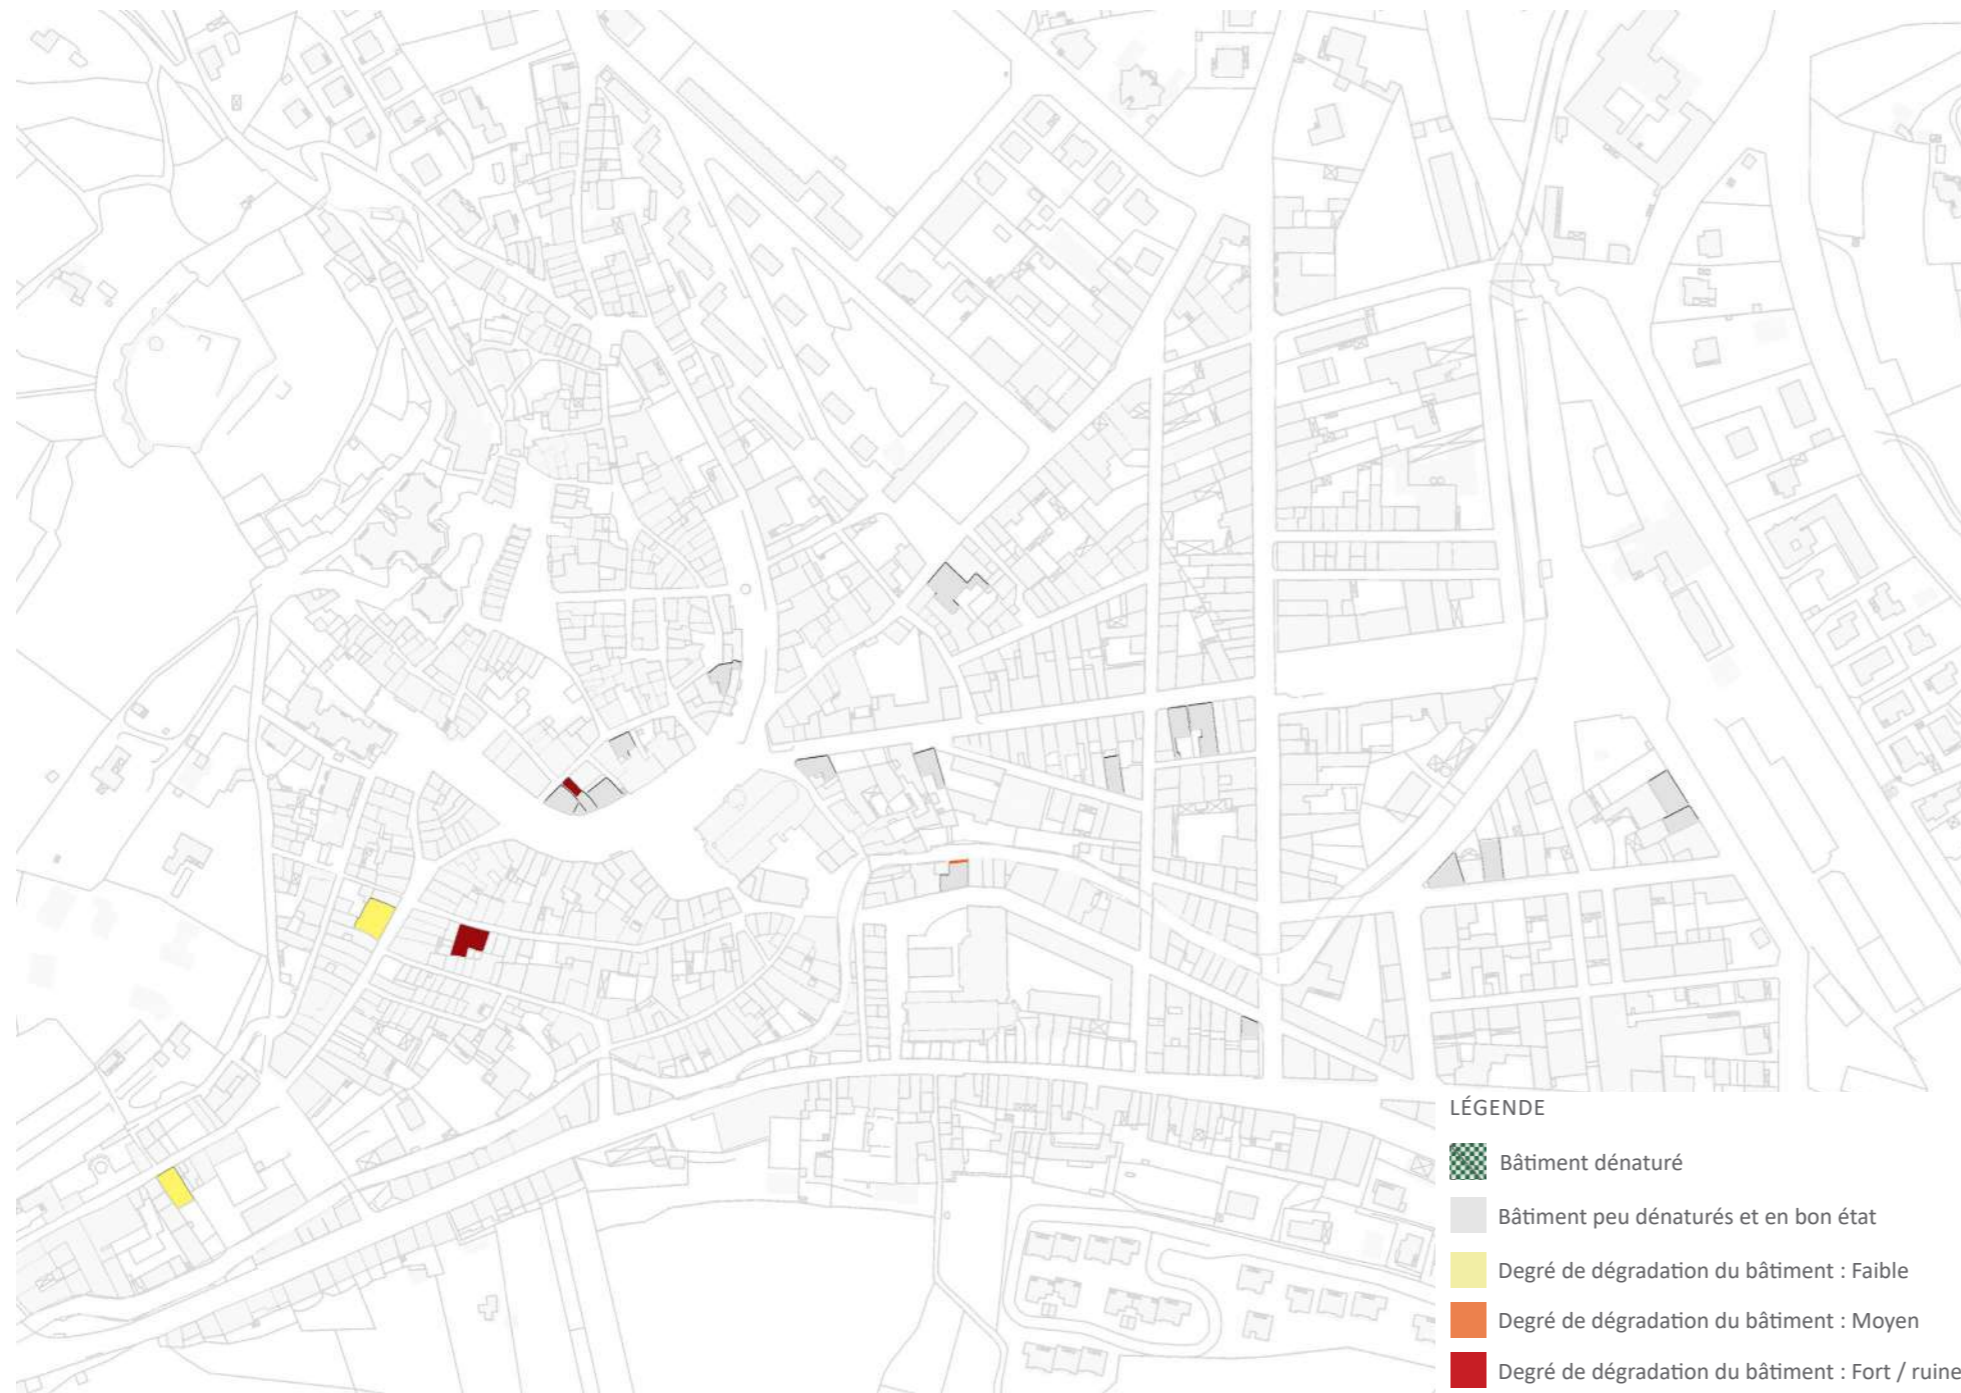 LÉGENDE
Bâtiment dénaturé
Bâtiment peu dénaturés et en bon état
Degré de dégradation du bâtiment : Faible
Degré de dégradation du bâtiment : Moyen
Degré de dégradation du bâtiment : Fort / ruine